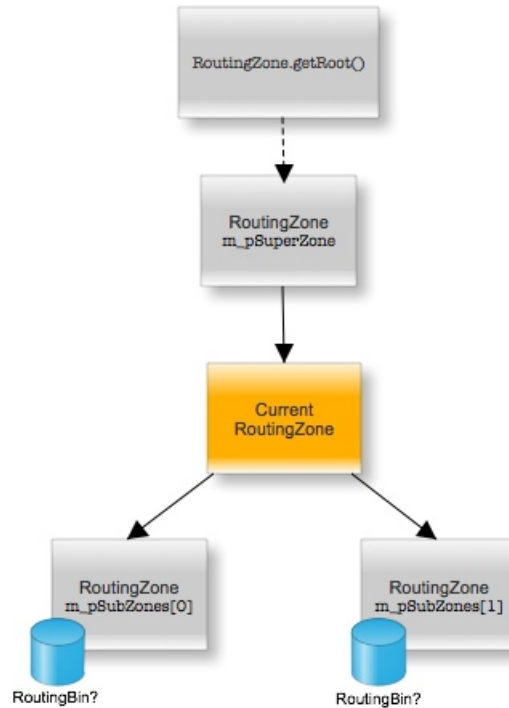 RoutingZone.getRoot()
RoutingZone
m_pSuperZone
Current
RoutingZone
RoutingZone
m_pSubZones[0]
RoutingBin?
RoutingZone
m_pSubZones[1]
RoutingBin?